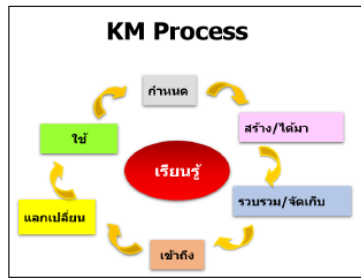 KM Process
กำหนด
สร้าง/ได้มา
รวบรวม/จัดเก็บ
เข้าถึง
แลกเปลี่ยน
ใช้
เรียนรู้